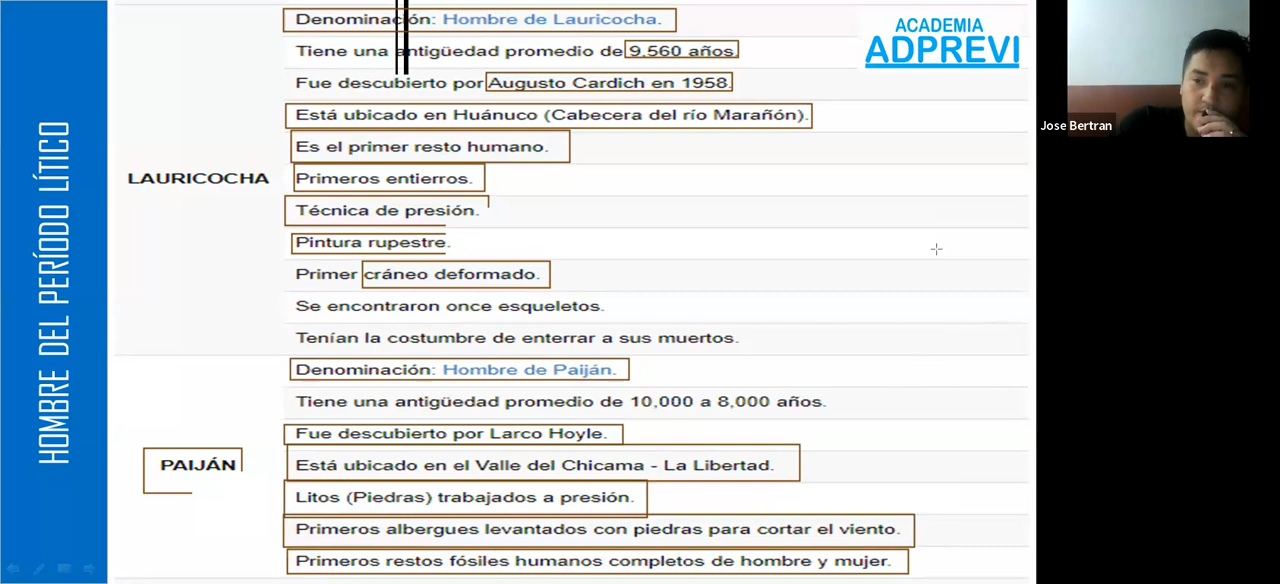 HOMBRE DEL PERÍODO LÍTICO
Denominación: Hombre de Lauricocha.
Tiene una antigüedad promedio de 9,560 años.
Fue descubierto por Augusto Cardich en 1958.
Está ubicado en Huánuco (Cabecera del río Marañón).
Es el primer resto humano.
LAURICOCHA
Primeros entierros.
Técnica de presión.
Pintura rupestre.
Primer cráneo deformado.
Se encontraron once esqueletos.
Tenían la costumbre de enterrar a sus muertos.
Denominación: Hombre de Paiján.
Tiene una antigüedad promedio de 10,000 a 8,000 años.
Fue descubierto por Larco Hoyle.
PAIJÁN
Está ubicado en el Valle del Chicama - La Libertad.
Litos (Piedras) trabajados a presión.
Primeros albergues levantados con piedras para cortar el viento.
Primeros restos fósiles humanos completos de hombre y mujer.
ACADEMIA
ADPREVI
Jose Bertran